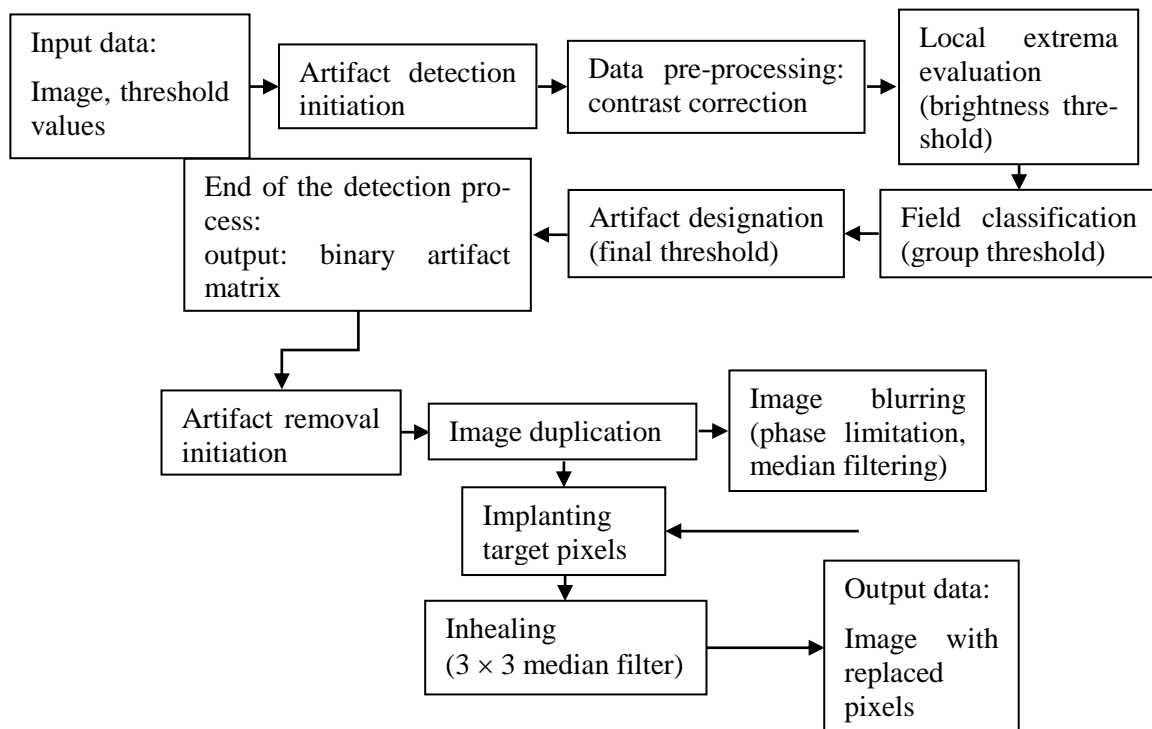 Input data:
Image, threshold
values
Artifact detection
initiation
Data pre-processing:
contrast correction
Local extrema
evaluation
(brightness thre-
shold)
Field classification
(group threshold)
Artifact designation
(final threshold)
End of the detection pro-
cess:
output: binary artifact
matrix
Artifact removal
initiation
Image duplication
Image blurring
(phase limitation,
median filtering)
Implanting
target pixels
Inhealing
(3 × 3 median filter)
Output data:
Image with
replaced
pixels